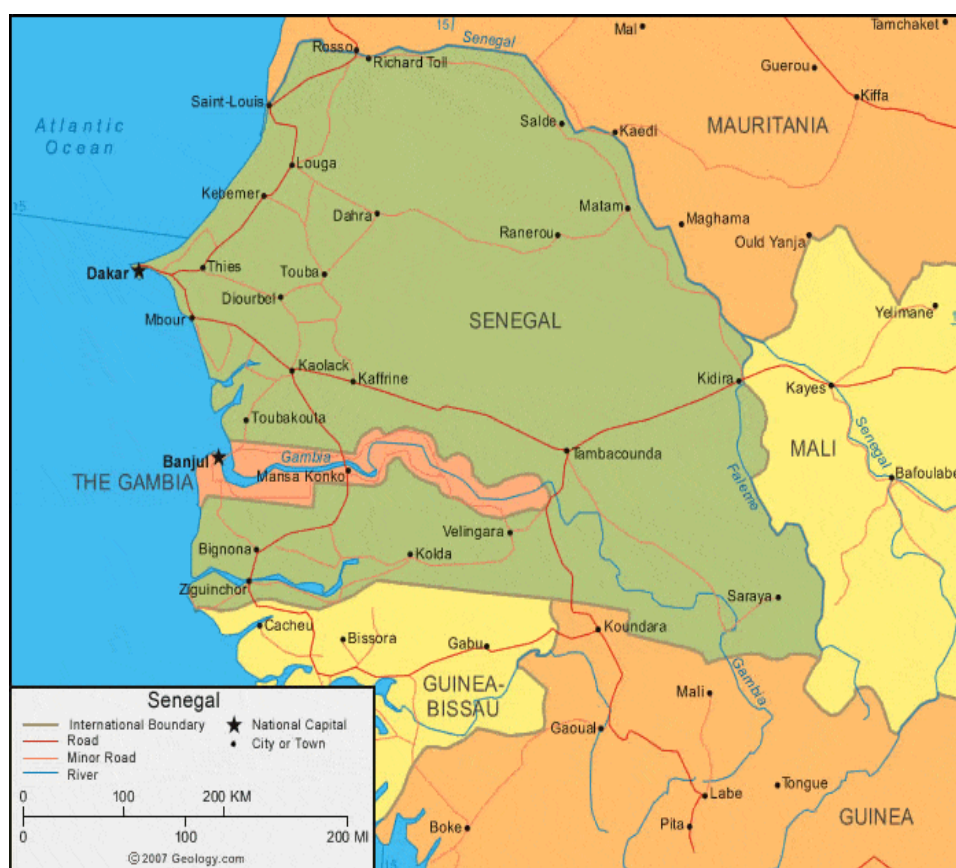 15
Senegal
Mal
Tamchaket
Rosso
Richard Toll
Guerou
Kiffa
Saint-Louis
Atlantic
Ocean
Salde
Kaedi
MAURITANIA
Louga
Kebemer
Dahra
Matam
Maghama
15
Ranerou
Ould Yanja
Dakar
Thies
Touba
Diourbel
Yelimane
Mbour
SENEGAL
1
Kaolack
Kaffrine
Kidira
Kayes
Toubakouta
Senegal
MALI
Banjul
Gambia
Tambacounda
THE GAMBIA
Mansa Konko
Faleme
Bafoulabe
Velingara
Bignona
Kolda
Ziguinchor
Saraya
Cacheu
Bissora
Gabu
Koundara
Gambia
GUINEA-
BISSAU
Mali
Gaoual
Tongue
Labe
GUINEA
Boke
Pita
15
Senegal
International Boundary
National Capital
Road
City or Town
Minor Road
River
0 100 200 KM
0 100 200 MI
©2007 Geology.com